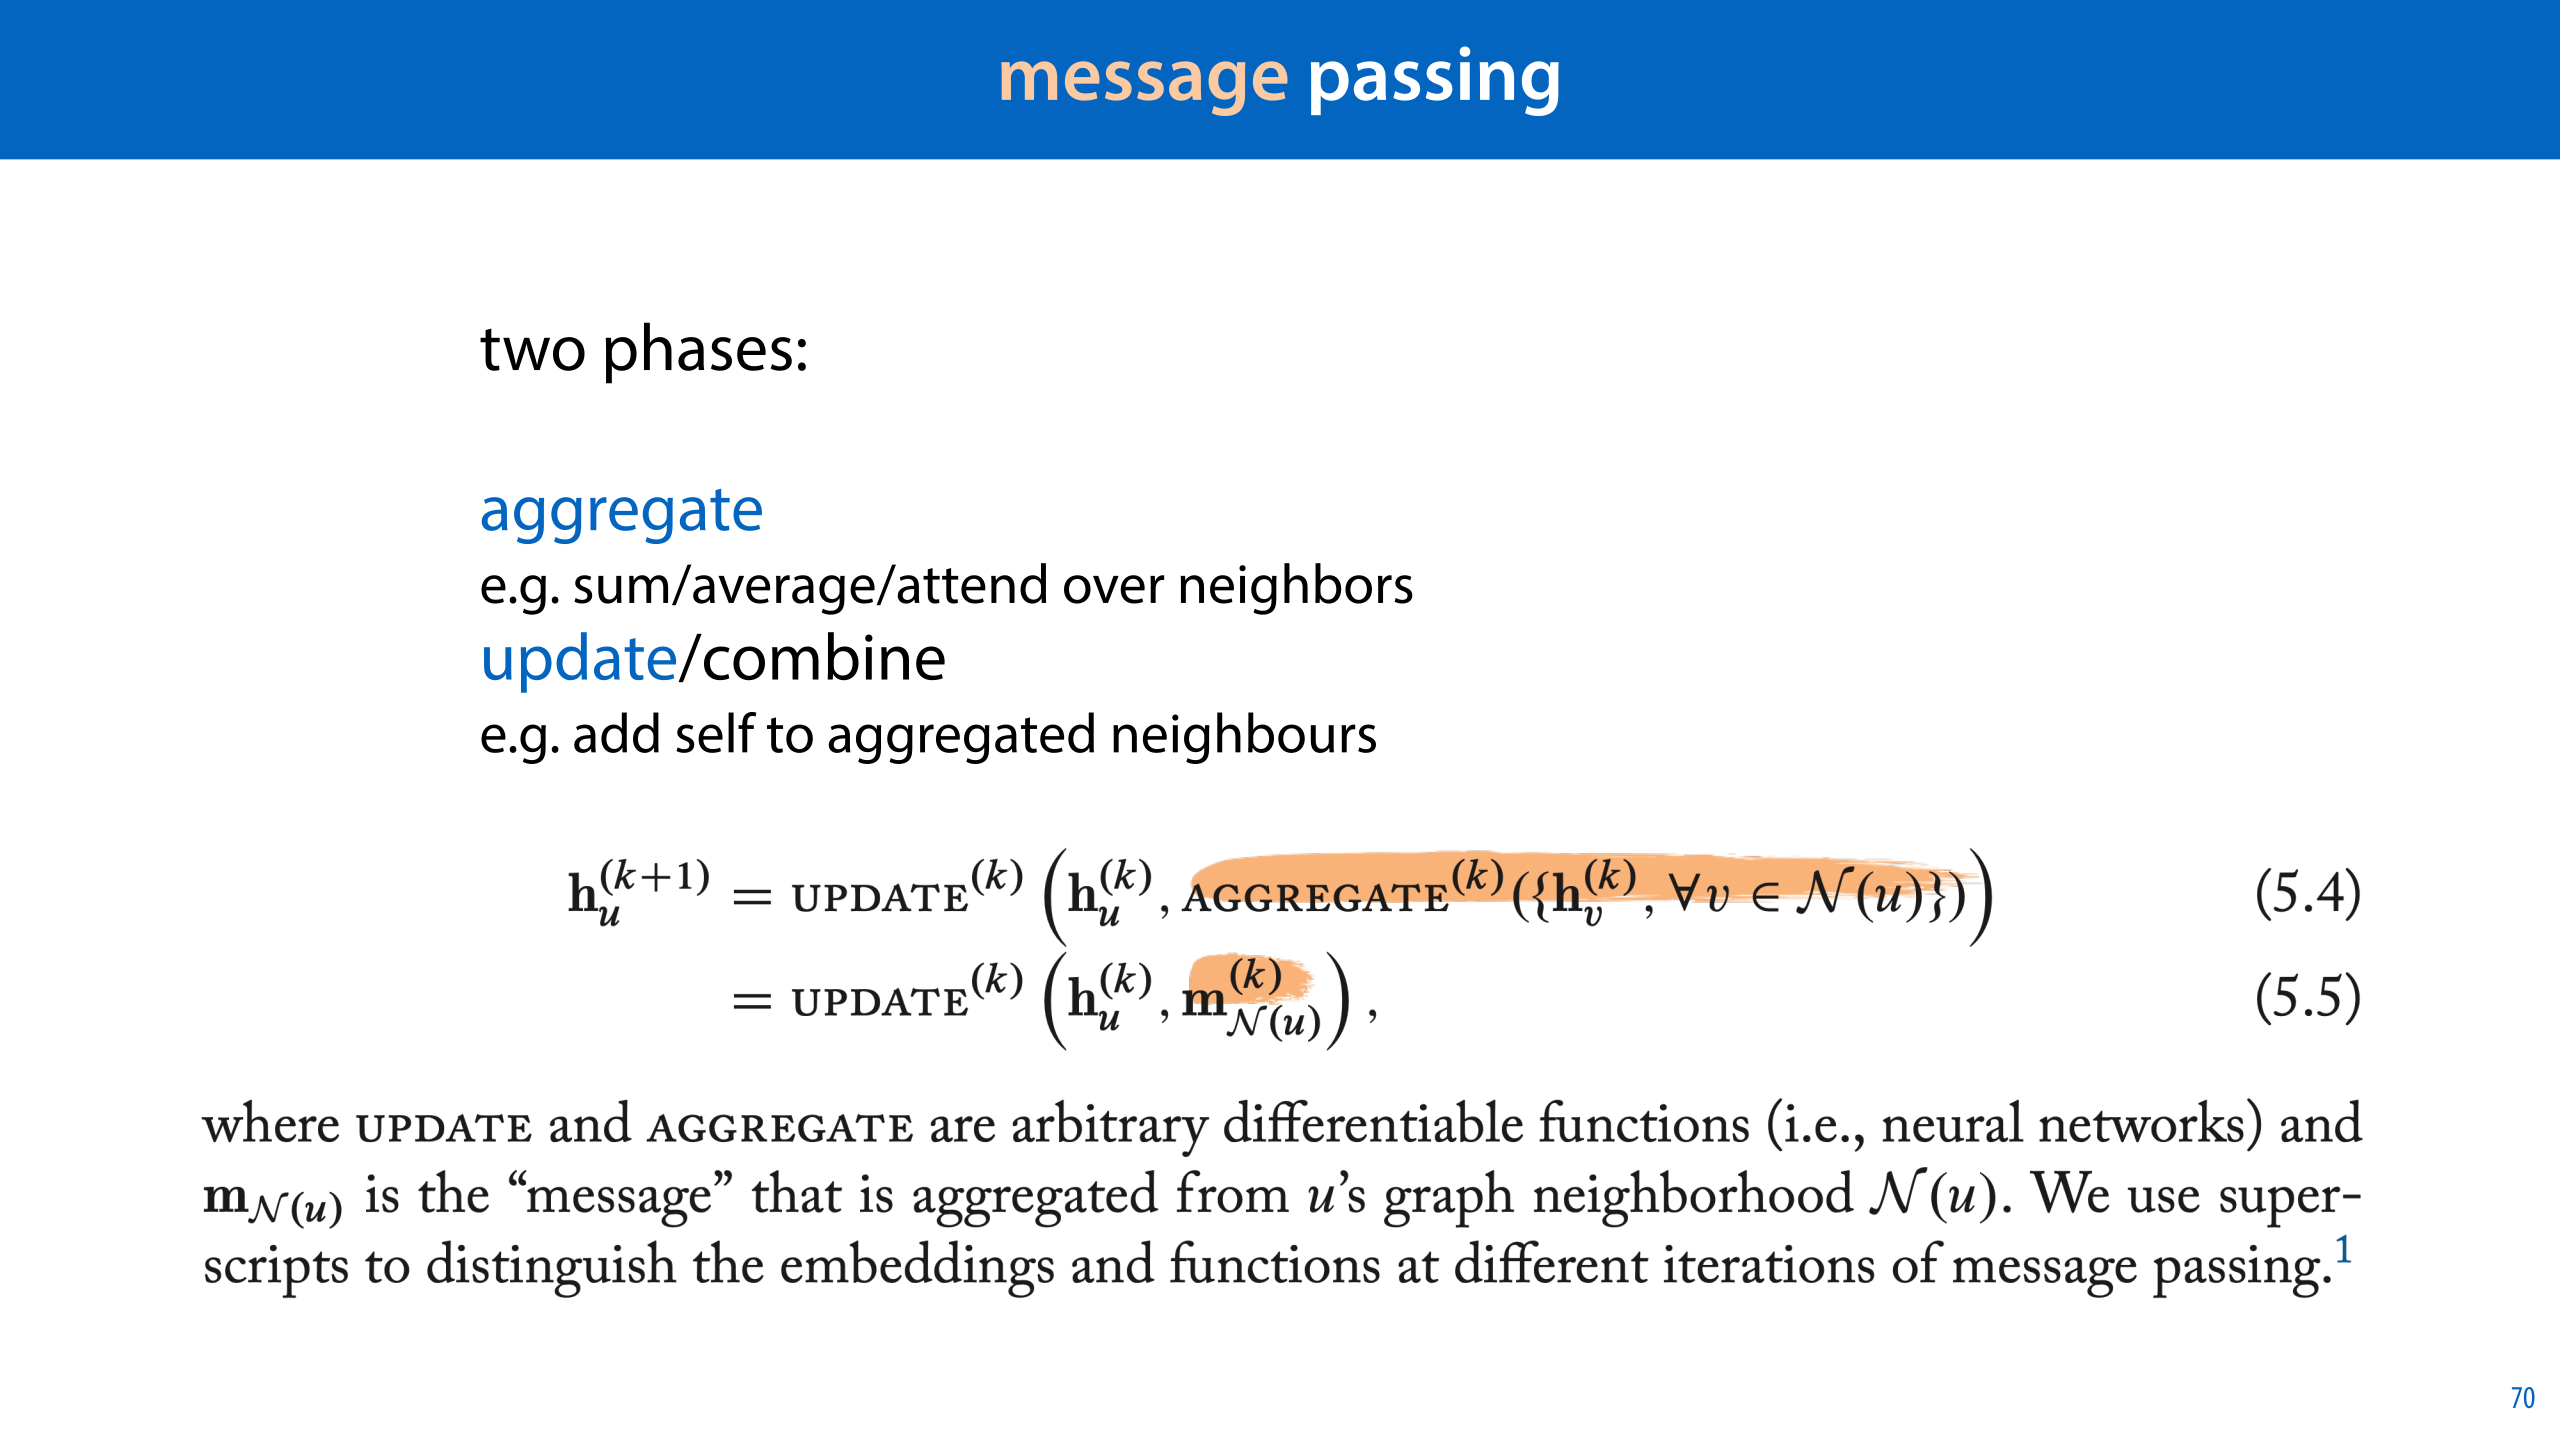 message passing
two phases:
aggregate
e.g. sum/average/attend over neighbors
update/combine
e.g. add self to aggregated neighbours
h_u^(k+1) = UPDATE^(k) (h_u^(k), AGGREGATE^(k)({h_v^(k), ∀v ∈ 𝒩(u)})) (5.4)
= UPDATE^(k) (h_u^(k), m_𝒩(u)^(k)), (5.5)
where UPDATE and AGGREGATE are arbitrary differentiable functions (i.e., neural networks) and
m_𝒩(u) is the “message” that is aggregated from u’s graph neighborhood 𝒩(u). We use super-
scripts to distinguish the embeddings and functions at different iterations of message passing.¹
70